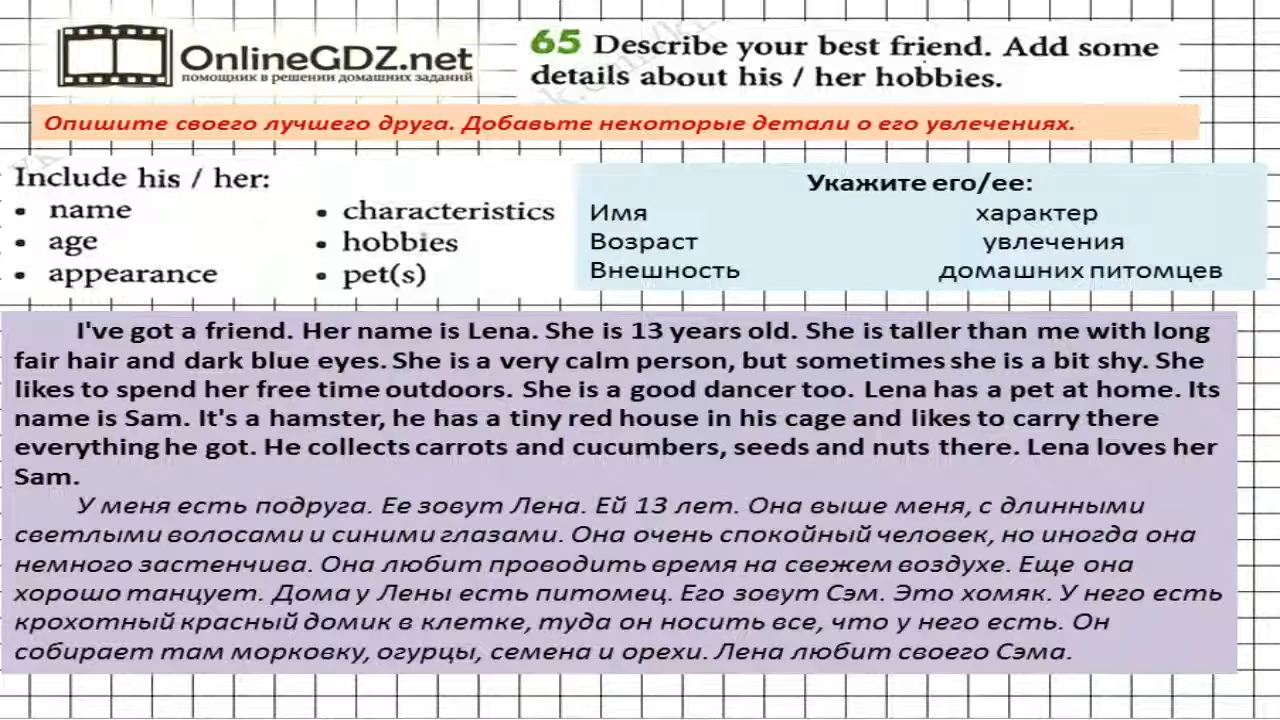 OnlineGDZ.net
помощник в решении домашних заданий
65 Describe your best friend. Add some
details about his / her hobbies.
Опишите своего лучшего друга. Добавьте некоторые детали о его увлечениях.
Include his / her:
• name
• age
• appearance
• characteristics
• hobbies
• pet(s)
Укажите его/ее:
Имя характер
Возраст увлечения
Внешность домашних питомцев
I've got a friend. Her name is Lena. She is 13 years old. She is taller than me with long
fair hair and dark blue eyes. She is a very calm person, but sometimes she is a bit shy. She
likes to spend her free time outdoors. She is a good dancer too. Lena has a pet at home. Its
name is Sam. It's a hamster, he has a tiny red house in his cage and likes to carry there
everything he got. He collects carrots and cucumbers, seeds and nuts there. Lena loves her
Sam.
У меня есть подруга. Ее зовут Лена. Ей 13 лет. Она выше меня, с длинными
светлыми волосами и синими глазами. Она очень спокойный человек, но иногда она
немного застенчива. Она любит проводить время на свежем воздухе. Еще она
хорошо танцует. Дома у Лены есть питомец. Его зовут Сэм. Это хомяк. У него есть
крохотный красный домик в клетке, туда он носить все, что у него есть. Он
собирает там морковку, огурцы, семена и орехи. Лена любит своего Сэма.